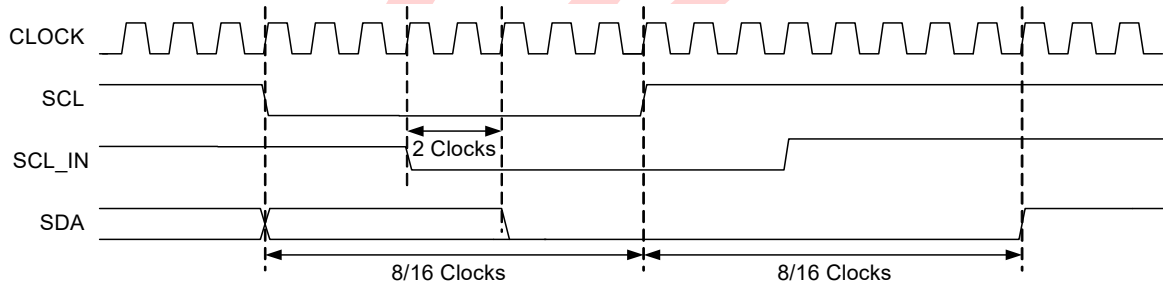 CLOCK
SCL
2 Clocks
SCL_IN
SDA
8/16 Clocks 8/16 Clocks